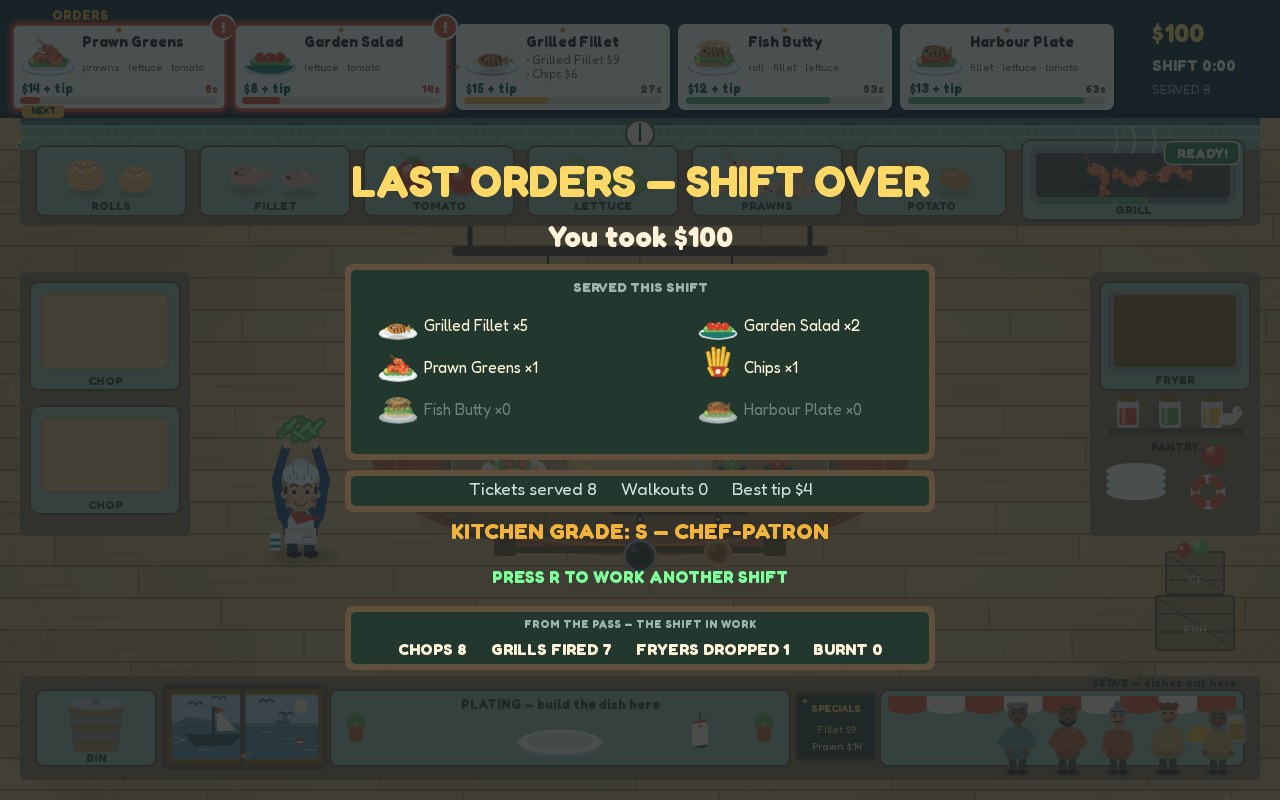 ORDERS
Prawn Greens
prawns · lettuce · tomato
$14 + tip
8s
!
Garden Salad
lettuce · tomato
$8 + tip
14s
!
Grilled Fillet
· Grilled Fillet $9
· Chips $6
$15 + tip
27s
Fish Butty
roll · fillet · lettuce
$12 + tip
53s
Harbour Plate
fillet · lettuce · tomato
$13 + tip
63s
$100
SHIFT 0:00
SERVED 8
NEXT
ROLLS
FILLET
TOMATO
LETTUCE
PRAWNS
POTATO
READY!
GRILL
LAST ORDERS — SHIFT OVER
You took $100
SERVED THIS SHIFT
Grilled Fillet ×5
Garden Salad ×2
Prawn Greens ×1
Chips ×1
Fish Butty ×0
Harbour Plate ×0
CHOP
CHOP
FRYER
PANTRY
Tickets served 8 Walkouts 0 Best tip $4
KITCHEN GRADE: S — CHEF-PATRON
PRESS R TO WORK ANOTHER SHIFT
FROM THE PASS — THE SHIFT IN WORK
CHOPS 8 GRILLS FIRED 7 FRYERS DROPPED 1 BURNT 0
ICE
FISH
BIN
PLATING — build the dish here
SPECIALS
Fillet $9
Prawn $14
SERVE — dishes out here